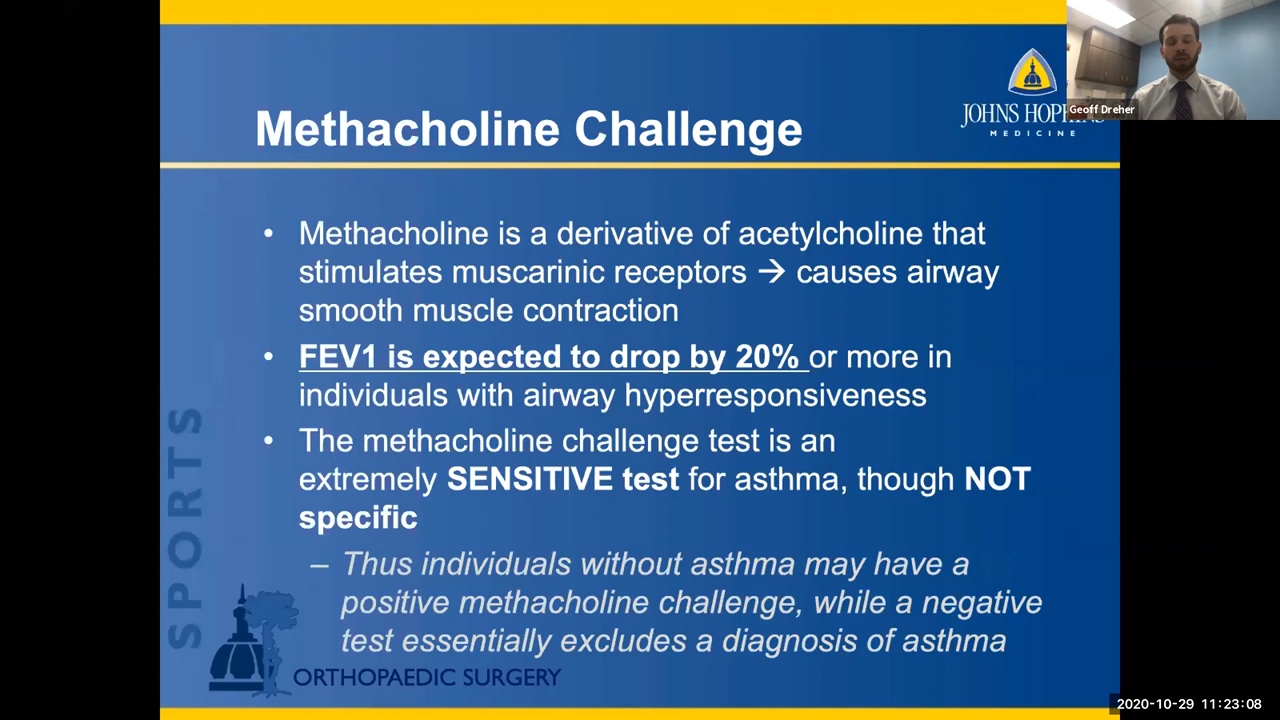 Methacholine Challenge
JOHNS HOPKINS
MEDICINE
Geoff Dreher
• Methacholine is a derivative of acetylcholine that
stimulates muscarinic receptors → causes airway
smooth muscle contraction
• FEV1 is expected to drop by 20% or more in
individuals with airway hyperresponsiveness
• The methacholine challenge test is an
extremely SENSITIVE test for asthma, though NOT
specific
– Thus individuals without asthma may have a
positive methacholine challenge, while a negative
test essentially excludes a diagnosis of asthma
SPORTS
ORTHOPAEDIC SURGERY
2020-10-29 11:23:08